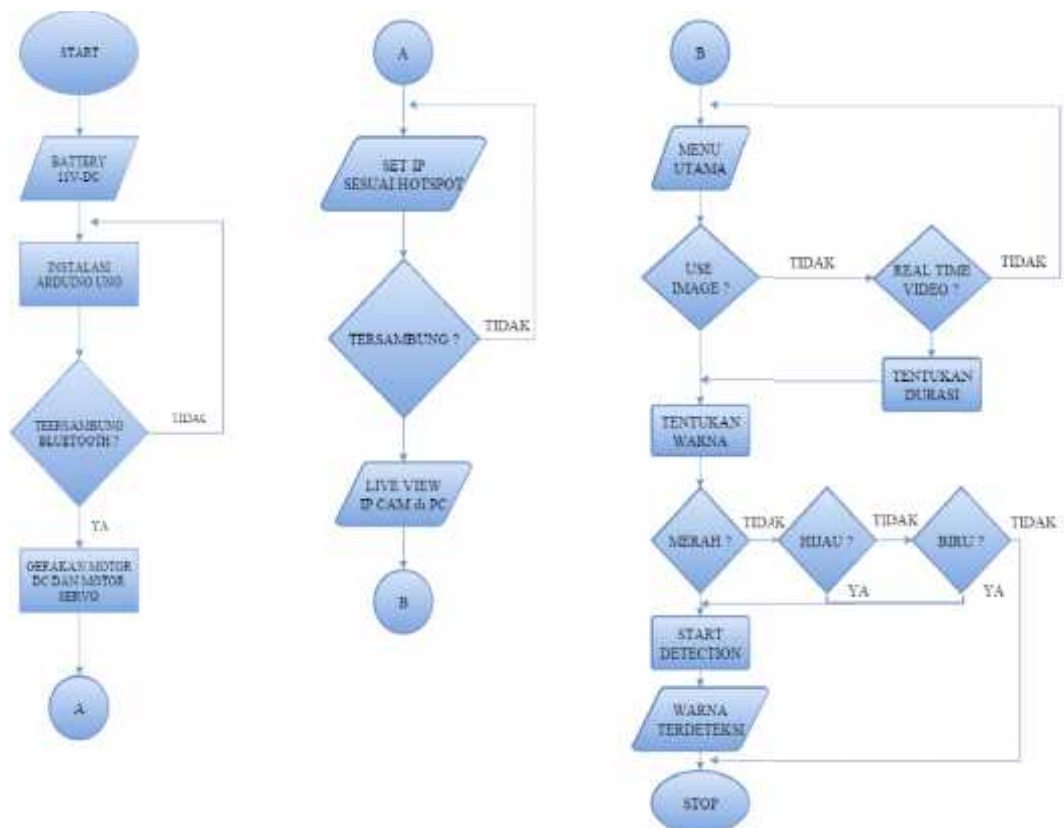 START
BATTERY
11V-DC
INSTALASI
ARDUINO UNO
TEERSAMBUNG
BLUETOOTH ?
TIDAK
YA
GERAKAN MOTOR
DC DAN MOTOR
SERVO
A
A
SET IP
SESUAI HOTSPOT
TERSAMBUNG ?
TIDAK
LIVE VIEW
IP CAM di PC
B
B
MENU
UTAMA
USE
IMAGE ?
TIDAK
REAL TIME
VIDEO ?
TIDAK
TENTUKAN
DURASI
TENTUKAN
WARNA
MERAH ?
TIDAK
HIJAU ?
TIDAK
BIRU ?
TIDAK
YA
YA
START
DETECTION
WARNA
TERDETEKSI
STOP